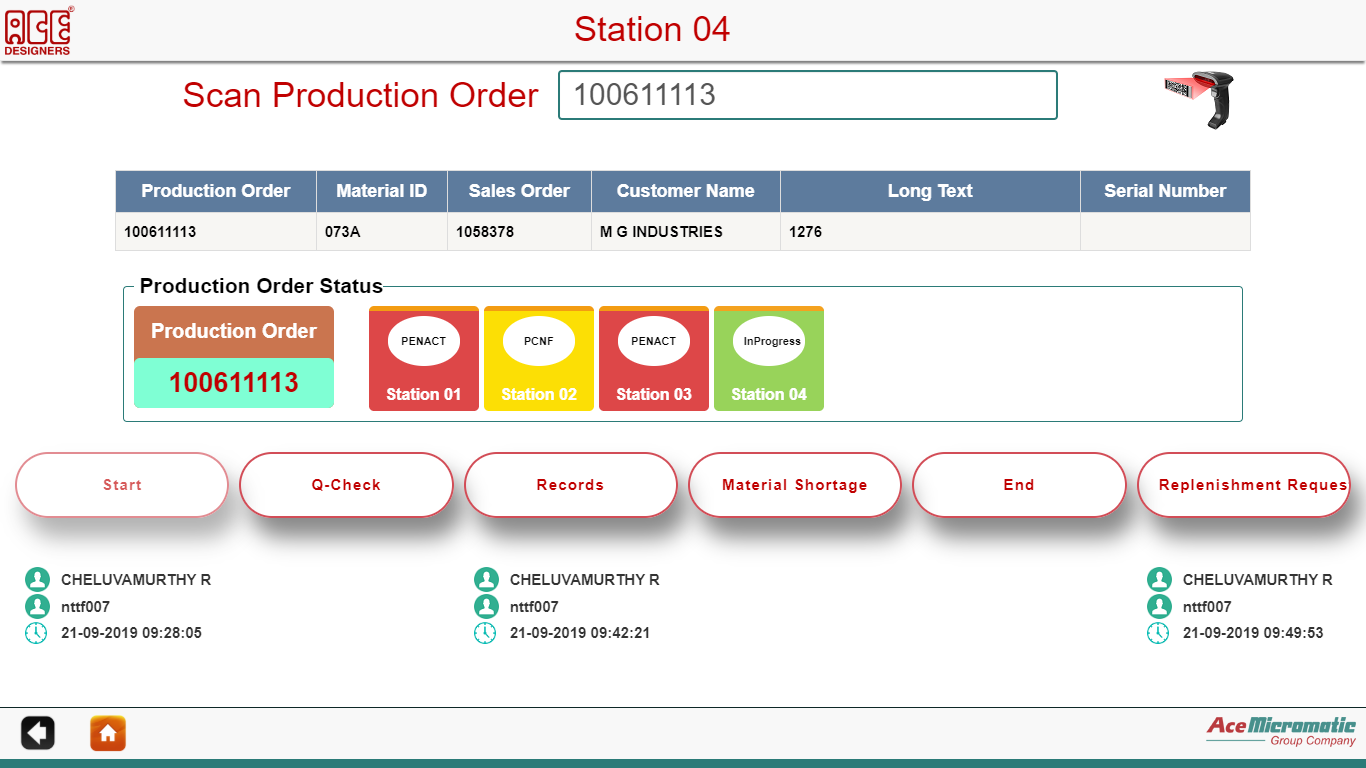 ACE
DESIGNERS
Station 04
Scan Production Order 100611113
Production Order Material ID Sales Order Customer Name Long Text Serial Number
100611113 073A 1058378 M G INDUSTRIES 1276
Production Order Status
Production Order
100611113
PENACT PCNF PENACT InProgress
Station 01 Station 02 Station 03 Station 04
Start Q-Check Records Material Shortage End Replenishment Reques
CHELUVAMURTHY R CHELUVAMURTHY R CHELUVAMURTHY R
nttf007 nttf007 nttf007
21-09-2019 09:28:05 21-09-2019 09:42:21 21-09-2019 09:49:53
Ace Micromatic
Group Company